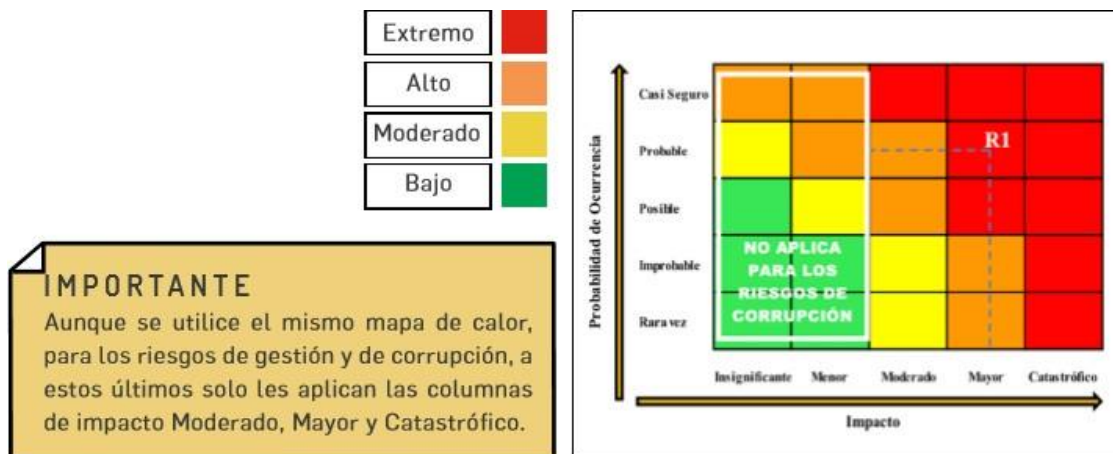 Extremo
Alto
Moderado
Bajo
IMPORTANTE
Aunque se utilice el mismo mapa de calor,
para los riesgos de gestión y de corrupción, a
estos últimos solo les aplican las columnas
de impacto Moderado, Mayor y Catastrófico.
Probabilidad de Ocurrencia
Casi Seguro
Probable
Posible
Improbable
Rara vez
R1
NO APLICA
PARA LOS
RIESGOS DE
CORRUPCIÓN
Insignificante Menor Moderado Mayor Catastrófico
Impacto